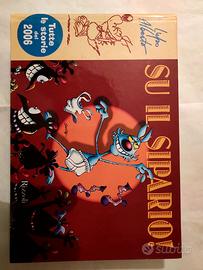 Tutte
le storie
del
2006
Lupo
Alberto
SU IL SIPARIO!
Rizzoli
subito